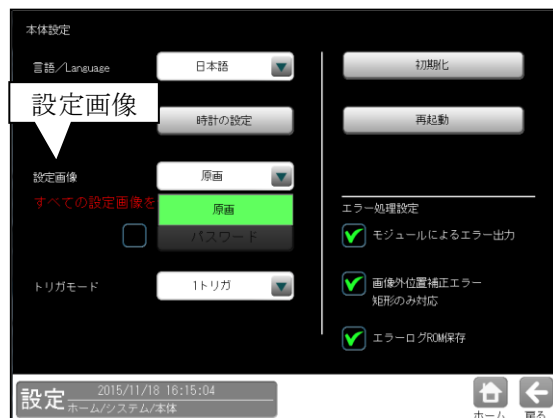 本体設定
言語/Language
日本語
初期化
設定画像
時計の設定
再起動
設定画像
原画
すべての設定画像を
原画
パスワード
エラー処理設定
モジュールによるエラー出力
トリガモード
1トリガ
画像外位置補正エラー
矩形のみ対応
エラーログROM保存
設定
2015/11/18 16:15:04
ホーム/システム/本体
ホーム
戻る